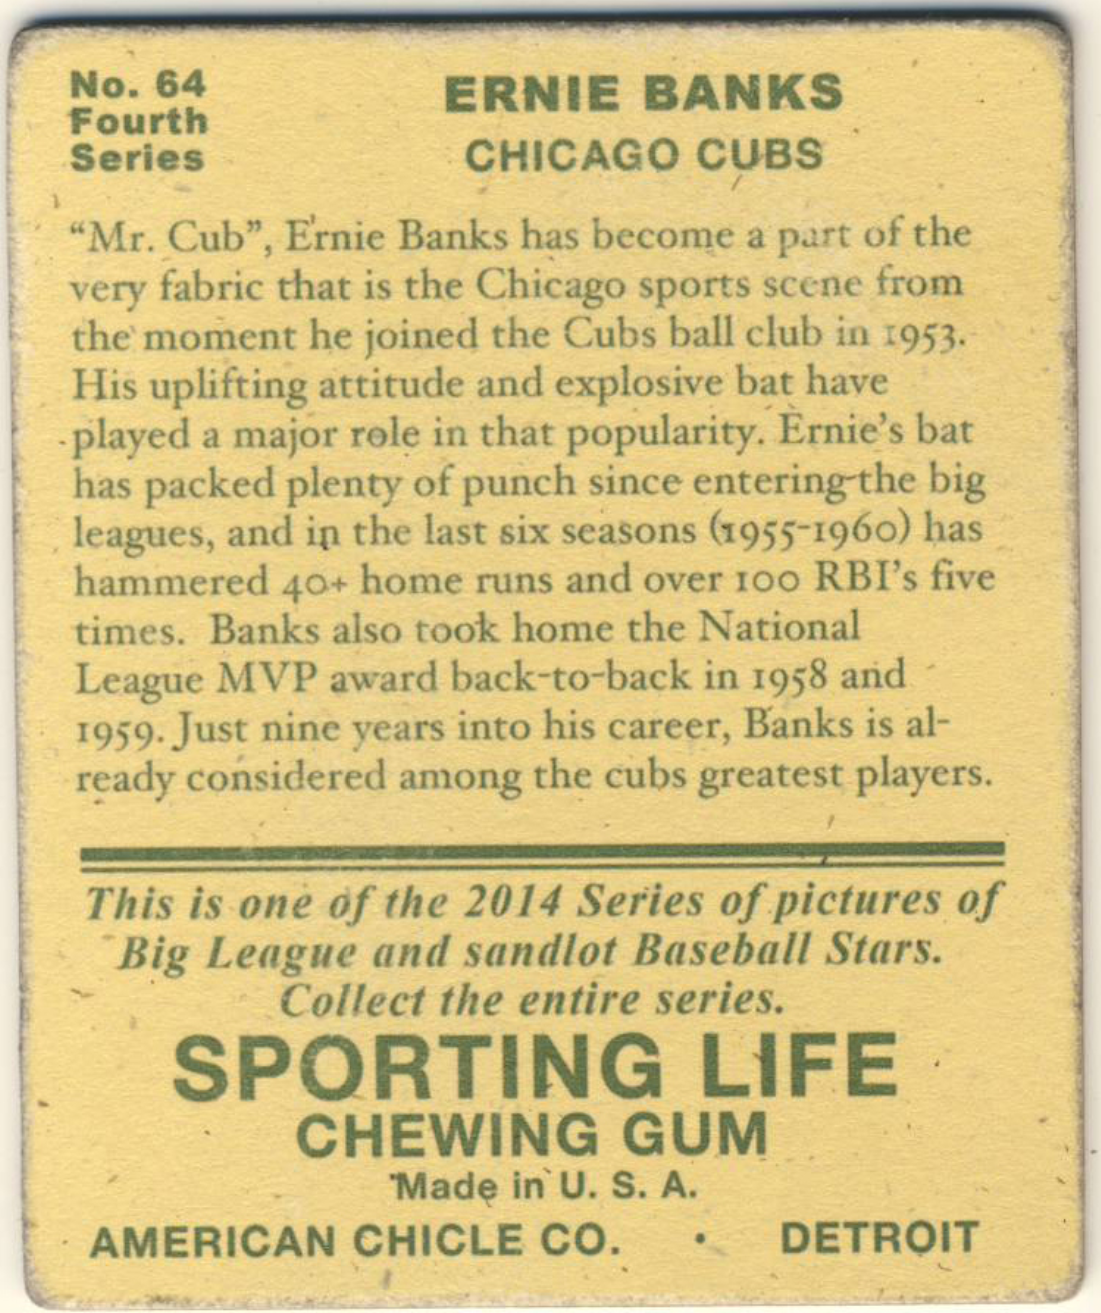 No. 64
Fourth
Series
ERNIE BANKS
CHICAGO CUBS
“Mr. Cub”, Ernie Banks has become a part of the
very fabric that is the Chicago sports scene from
the moment he joined the Cubs ball club in 1953.
His uplifting attitude and explosive bat have
played a major role in that popularity. Ernie’s bat
has packed plenty of punch since entering the big
leagues, and in the last six seasons (1955-1960) has
hammered 40+ home runs and over 100 RBI’s five
times.  Banks also took home the National
League MVP award back-to-back in 1958 and
1959. Just nine years into his career, Banks is al-
ready considered among the cubs greatest players.
This is one of the 2014 Series of pictures of
Big League and sandlot Baseball Stars.
Collect the entire series.
SPORTING LIFE
CHEWING GUM
Made in U. S. A.
AMERICAN CHICLE CO. • DETROIT